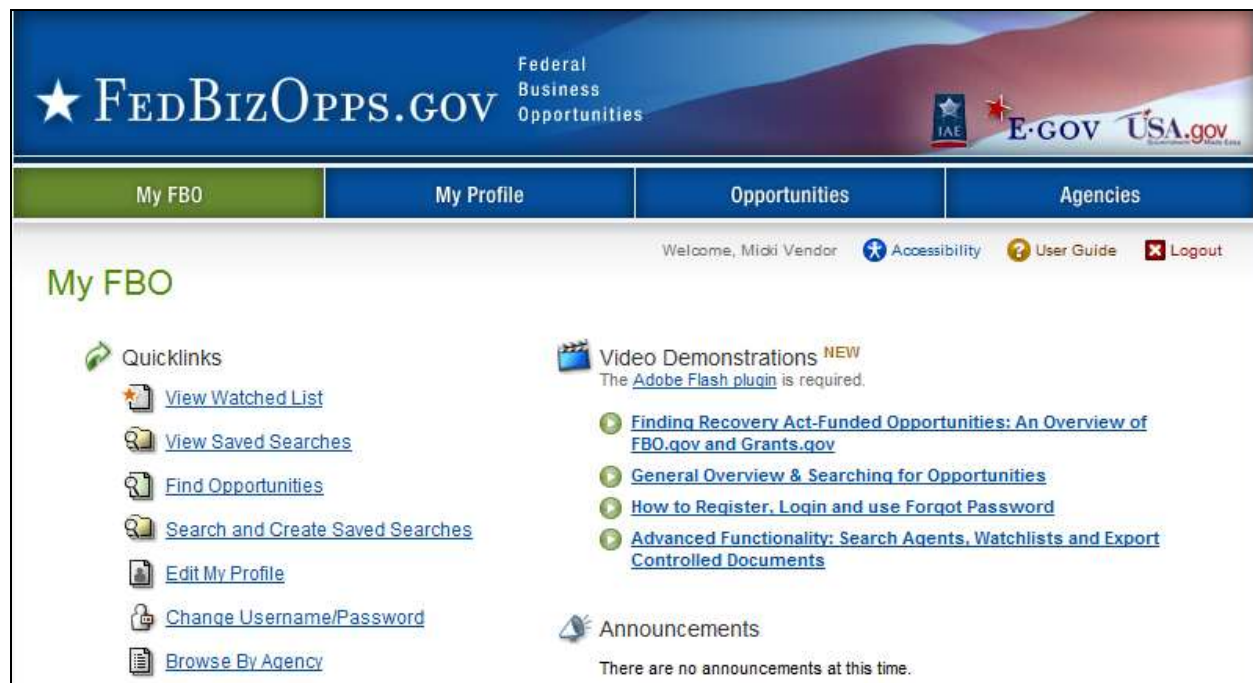 ★ FEDBIZOPPS.GOV
Federal
Business
Opportunities
IAE
E-GOV
USA.gov
My FBO
My Profile
Opportunities
Agencies
Welcome, Micki Vendor
Accessibility
User Guide
Logout
My FBO
Quicklinks
View Watched List
View Saved Searches
Find Opportunities
Search and Create Saved Searches
Edit My Profile
Change Username/Password
Browse By Agency
Video Demonstrations NEW
The Adobe Flash plugin is required.
Finding Recovery Act-Funded Opportunities: An Overview of
FBO.gov and Grants.gov
General Overview & Searching for Opportunities
How to Register, Login and use Forgot Password
Advanced Functionality: Search Agents, Watchlists and Export
Controlled Documents
Announcements
There are no announcements at this time.